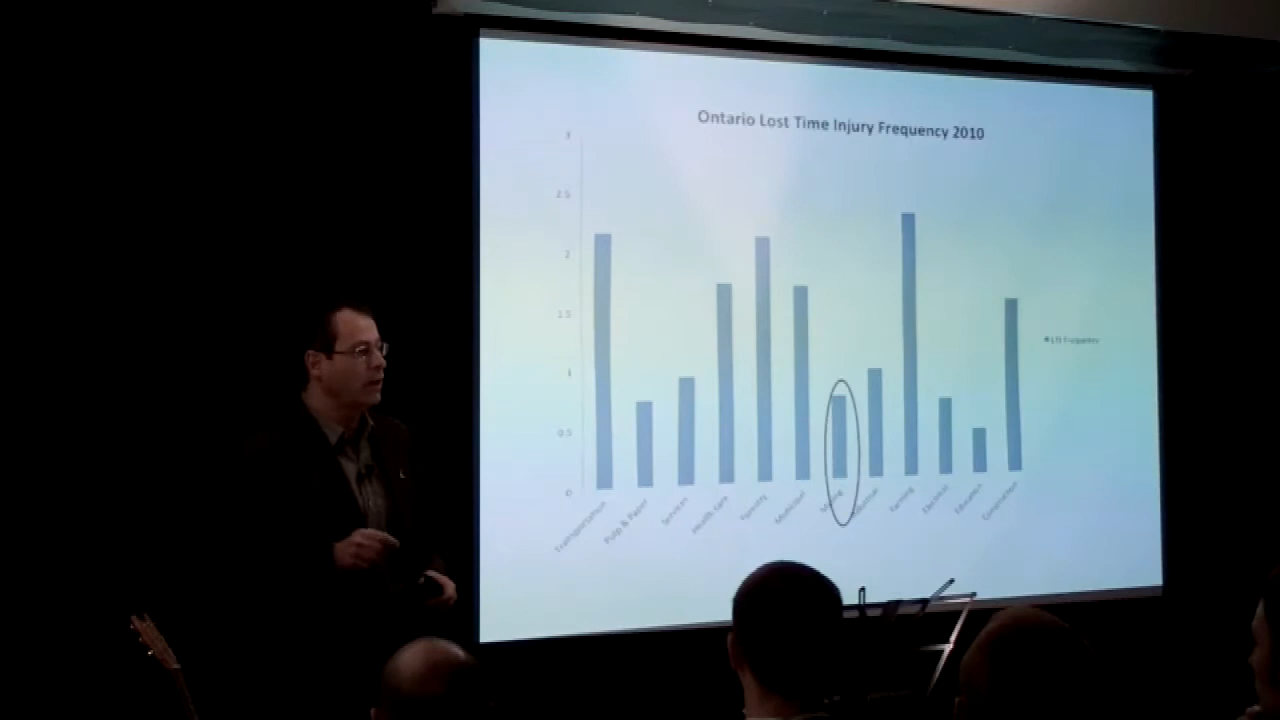 Ontario Lost Time Injury Frequency 2010
3
2.5
2
1.5
1
0.5
0
Transportation
Pulp & Paper
Services
Health care
Forestry
Municipal
Mining
Farming
Electrical
Education
Construction